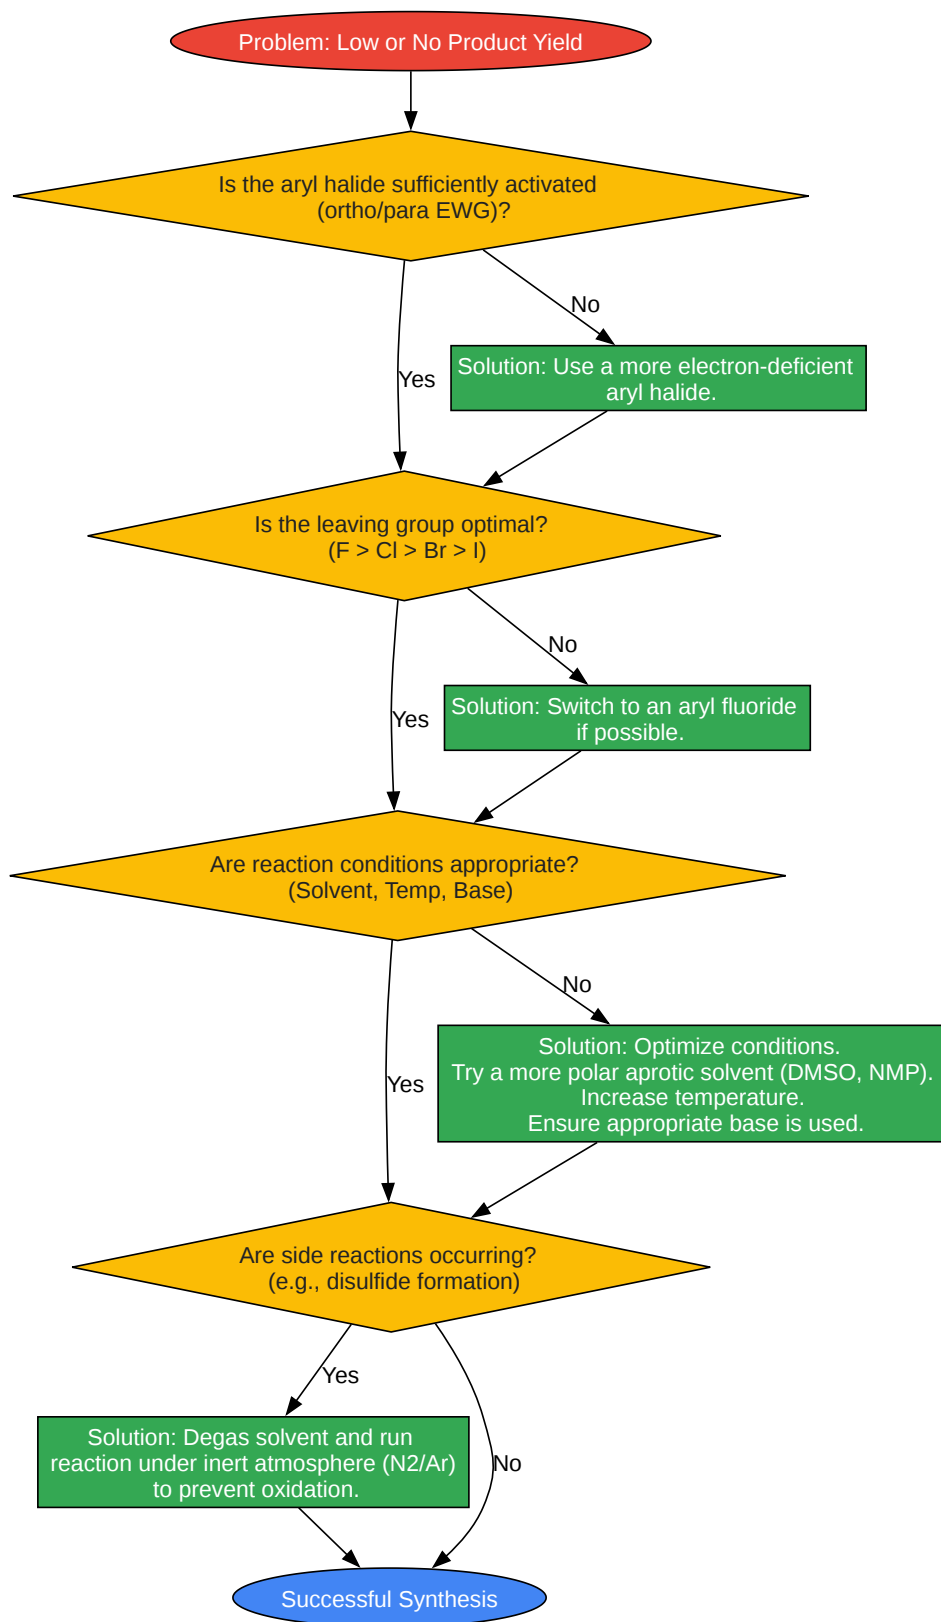 Problem: Low or No Product Yield
Is the aryl halide sufficiently activated
(ortho/para EWG)?
No
Yes
Solution: Use a more electron-deficient
aryl halide.
Is the leaving group optimal?
(F > Cl > Br > I)
No
Yes
Solution: Switch to an aryl fluoride
if possible.
Are reaction conditions appropriate?
(Solvent, Temp, Base)
No
Yes
Solution: Optimize conditions.
Try a more polar aprotic solvent (DMSO, NMP).
Increase temperature.
Ensure appropriate base is used.
Are side reactions occurring?
(e.g., disulfide formation)
Yes
No
Solution: Degas solvent and run
reaction under inert atmosphere (N2/Ar)
to prevent oxidation.
Successful Synthesis